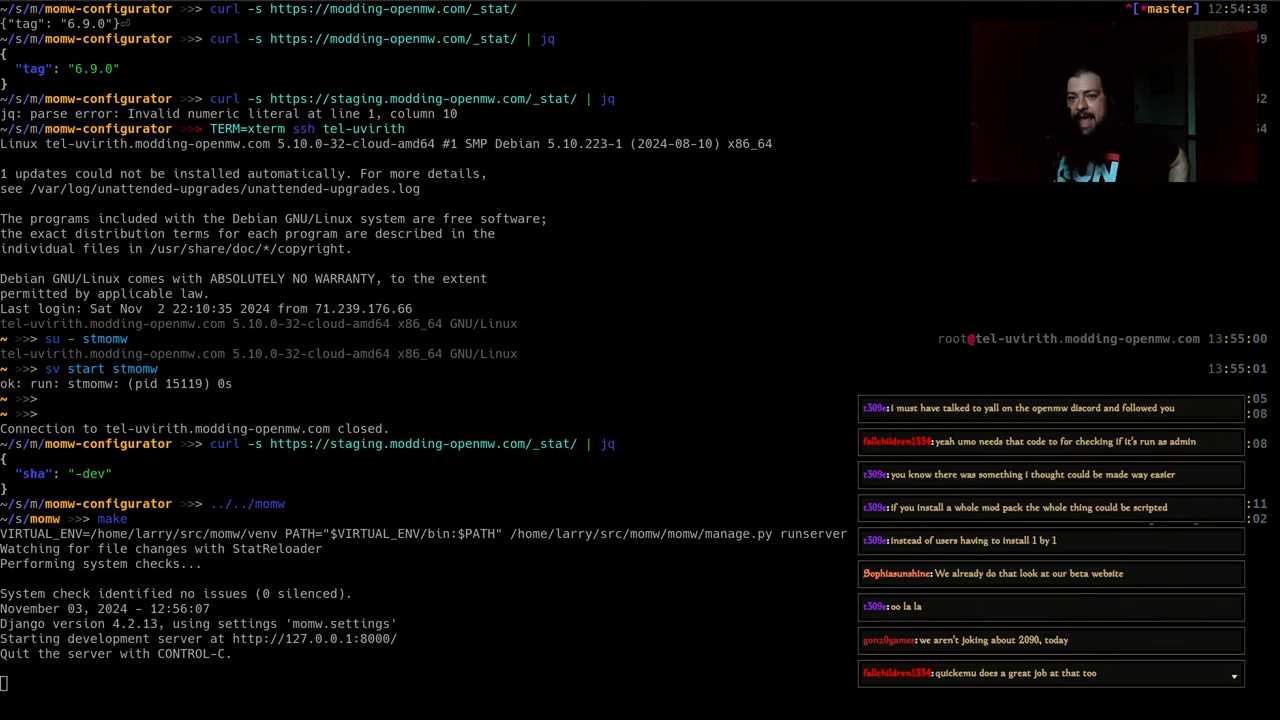 ~/s/m/momw-configurator >>> curl -s https://modding-openmw.com/_stat/ ^[*master] 12:54:38
{"tag": "6.9.0"}⏎
~/s/m/momw-configurator >>> curl -s https://modding-openmw.com/_stat/ | jq :39
{
"tag": "6.9.0"
}
~/s/m/momw-configurator >>> curl -s https://staging.modding-openmw.com/_stat/ | jq :42
jq: parse error: Invalid numeric literal at line 1, column 10
~/s/m/momw-configurator >>> TERM=xterm ssh tel-uvirith :54
Linux tel-uvirith.modding-openmw.com 5.10.0-32-cloud-amd64 #1 SMP Debian 5.10.223-1 (2024-08-10) x86_64
1 updates could not be installed automatically. For more details,
see /var/log/unattended-upgrades/unattended-upgrades.log
The programs included with the Debian GNU/Linux system are free software;
the exact distribution terms for each program are described in the
individual files in /usr/share/doc/*/copyright.
Debian GNU/Linux comes with ABSOLUTELY NO WARRANTY, to the extent
permitted by applicable law.
Last login: Sat Nov  2 22:10:35 2024 from 71.239.176.66
tel-uvirith.modding-openmw.com 5.10.0-32-cloud-amd64 x86_64 GNU/Linux
~ >>> su - stmomw root@tel-uvirith.modding-openmw.com 13:55:00
tel-uvirith.modding-openmw.com 5.10.0-32-cloud-amd64 x86_64 GNU/Linux
~ >>> sv start stmomw 13:55:01
ok: run: stmomw: (pid 15119) 0s
~ >>> :05
~ >>> :08
Connection to tel-uvirith.modding-openmw.com closed.
~/s/m/momw-configurator >>> curl -s https://staging.modding-openmw.com/_stat/ | jq :08
{
"sha": "-dev"
}
~/s/m/momw-configurator >>> ../../momw :11
~/s/momw >>> make :02
VIRTUAL_ENV=/home/larry/src/momw/venv PATH="$VIRTUAL_ENV/bin:$PATH" /home/larry/src/momw/momw/manage.py runserver
Watching for file changes with StatReloader
Performing system checks...
System check identified no issues (0 silenced).
November 03, 2024 - 12:56:07
Django version 4.2.13, using settings 'momw.settings'
Starting development server at http://127.0.0.1:8000/
Quit the server with CONTROL-C.
t309e: i must have talked to yall on the openmw discord and followed you
fallchildren1334: yeah umo needs that code to for checking if it's run as admin
t309e: you know there was something i thought could be made way easier
t309e: if you install a whole mod pack the whole thing could be scripted
t309e: instead of users having to install 1 by 1
Sophiasunshine: We already do that look at our beta website
t309e: oo la la
gonz0games: we aren't joking about 2090, today
fallchildren1334: quickemu does a great job at that too